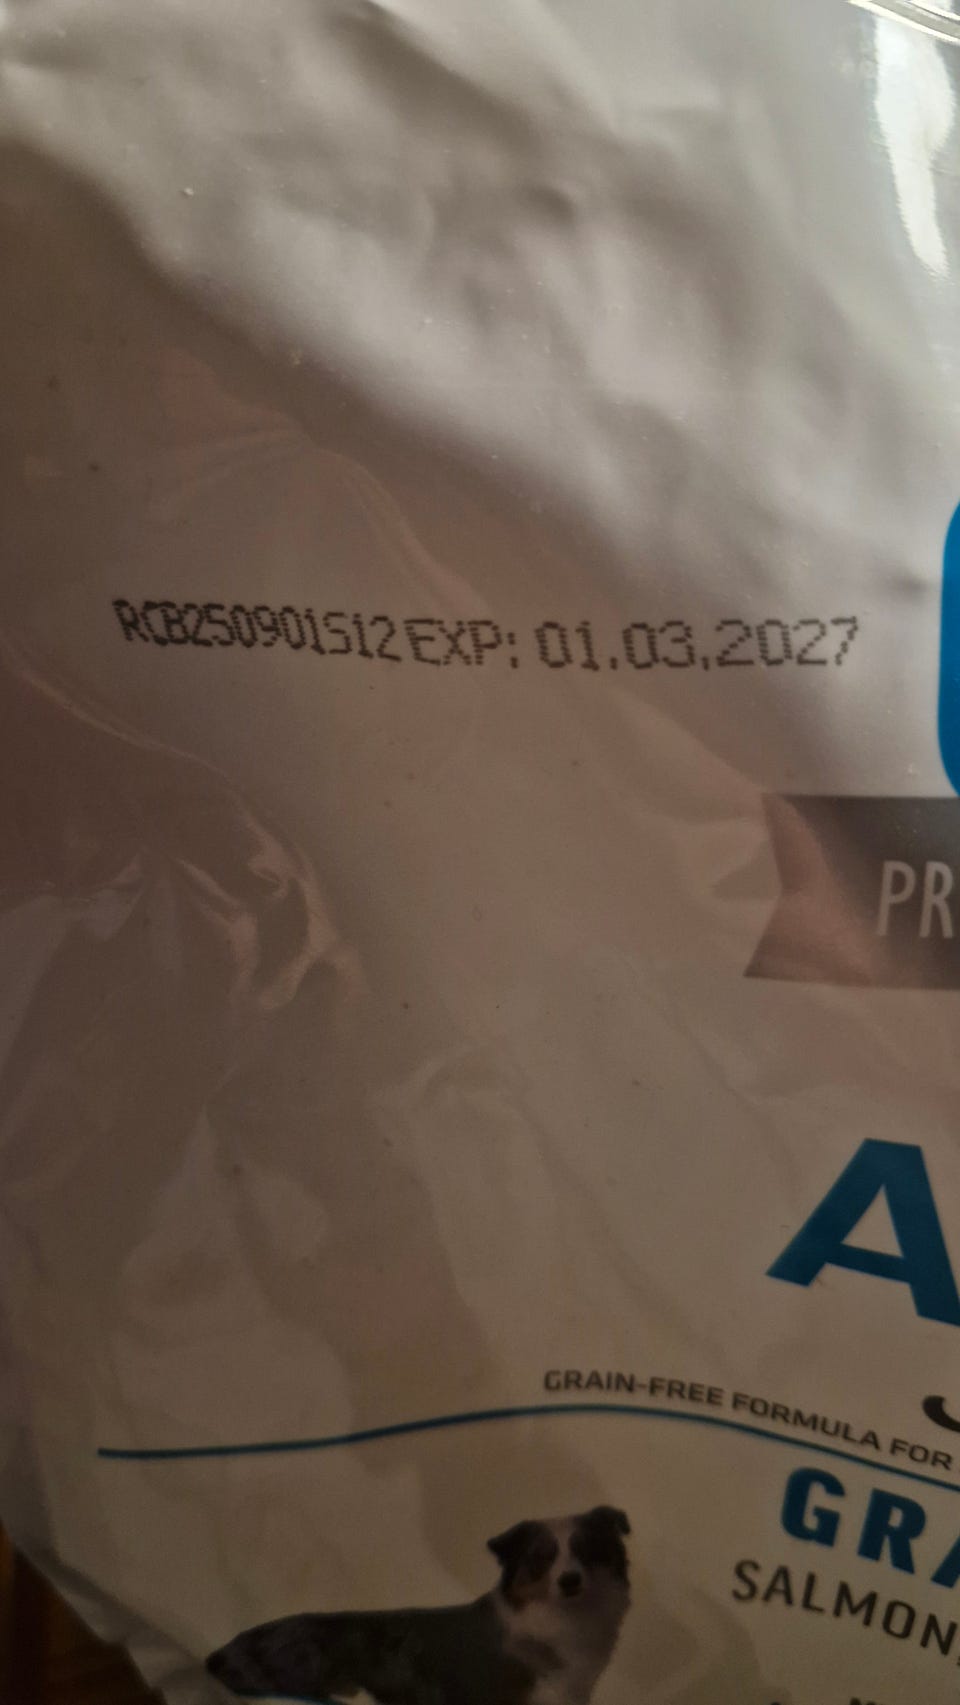 RCB250901512 EXP: 01.03.2027
PR
A
GRAIN-FREE FORMULA FOR
GRA
SALMON,